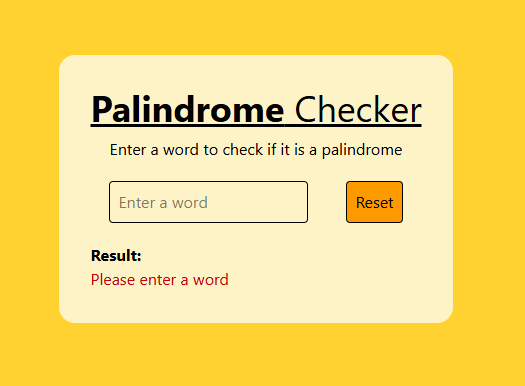 Palindrome Checker
Enter a word to check if it is a palindrome
Enter a word Reset
Result:
Please enter a word